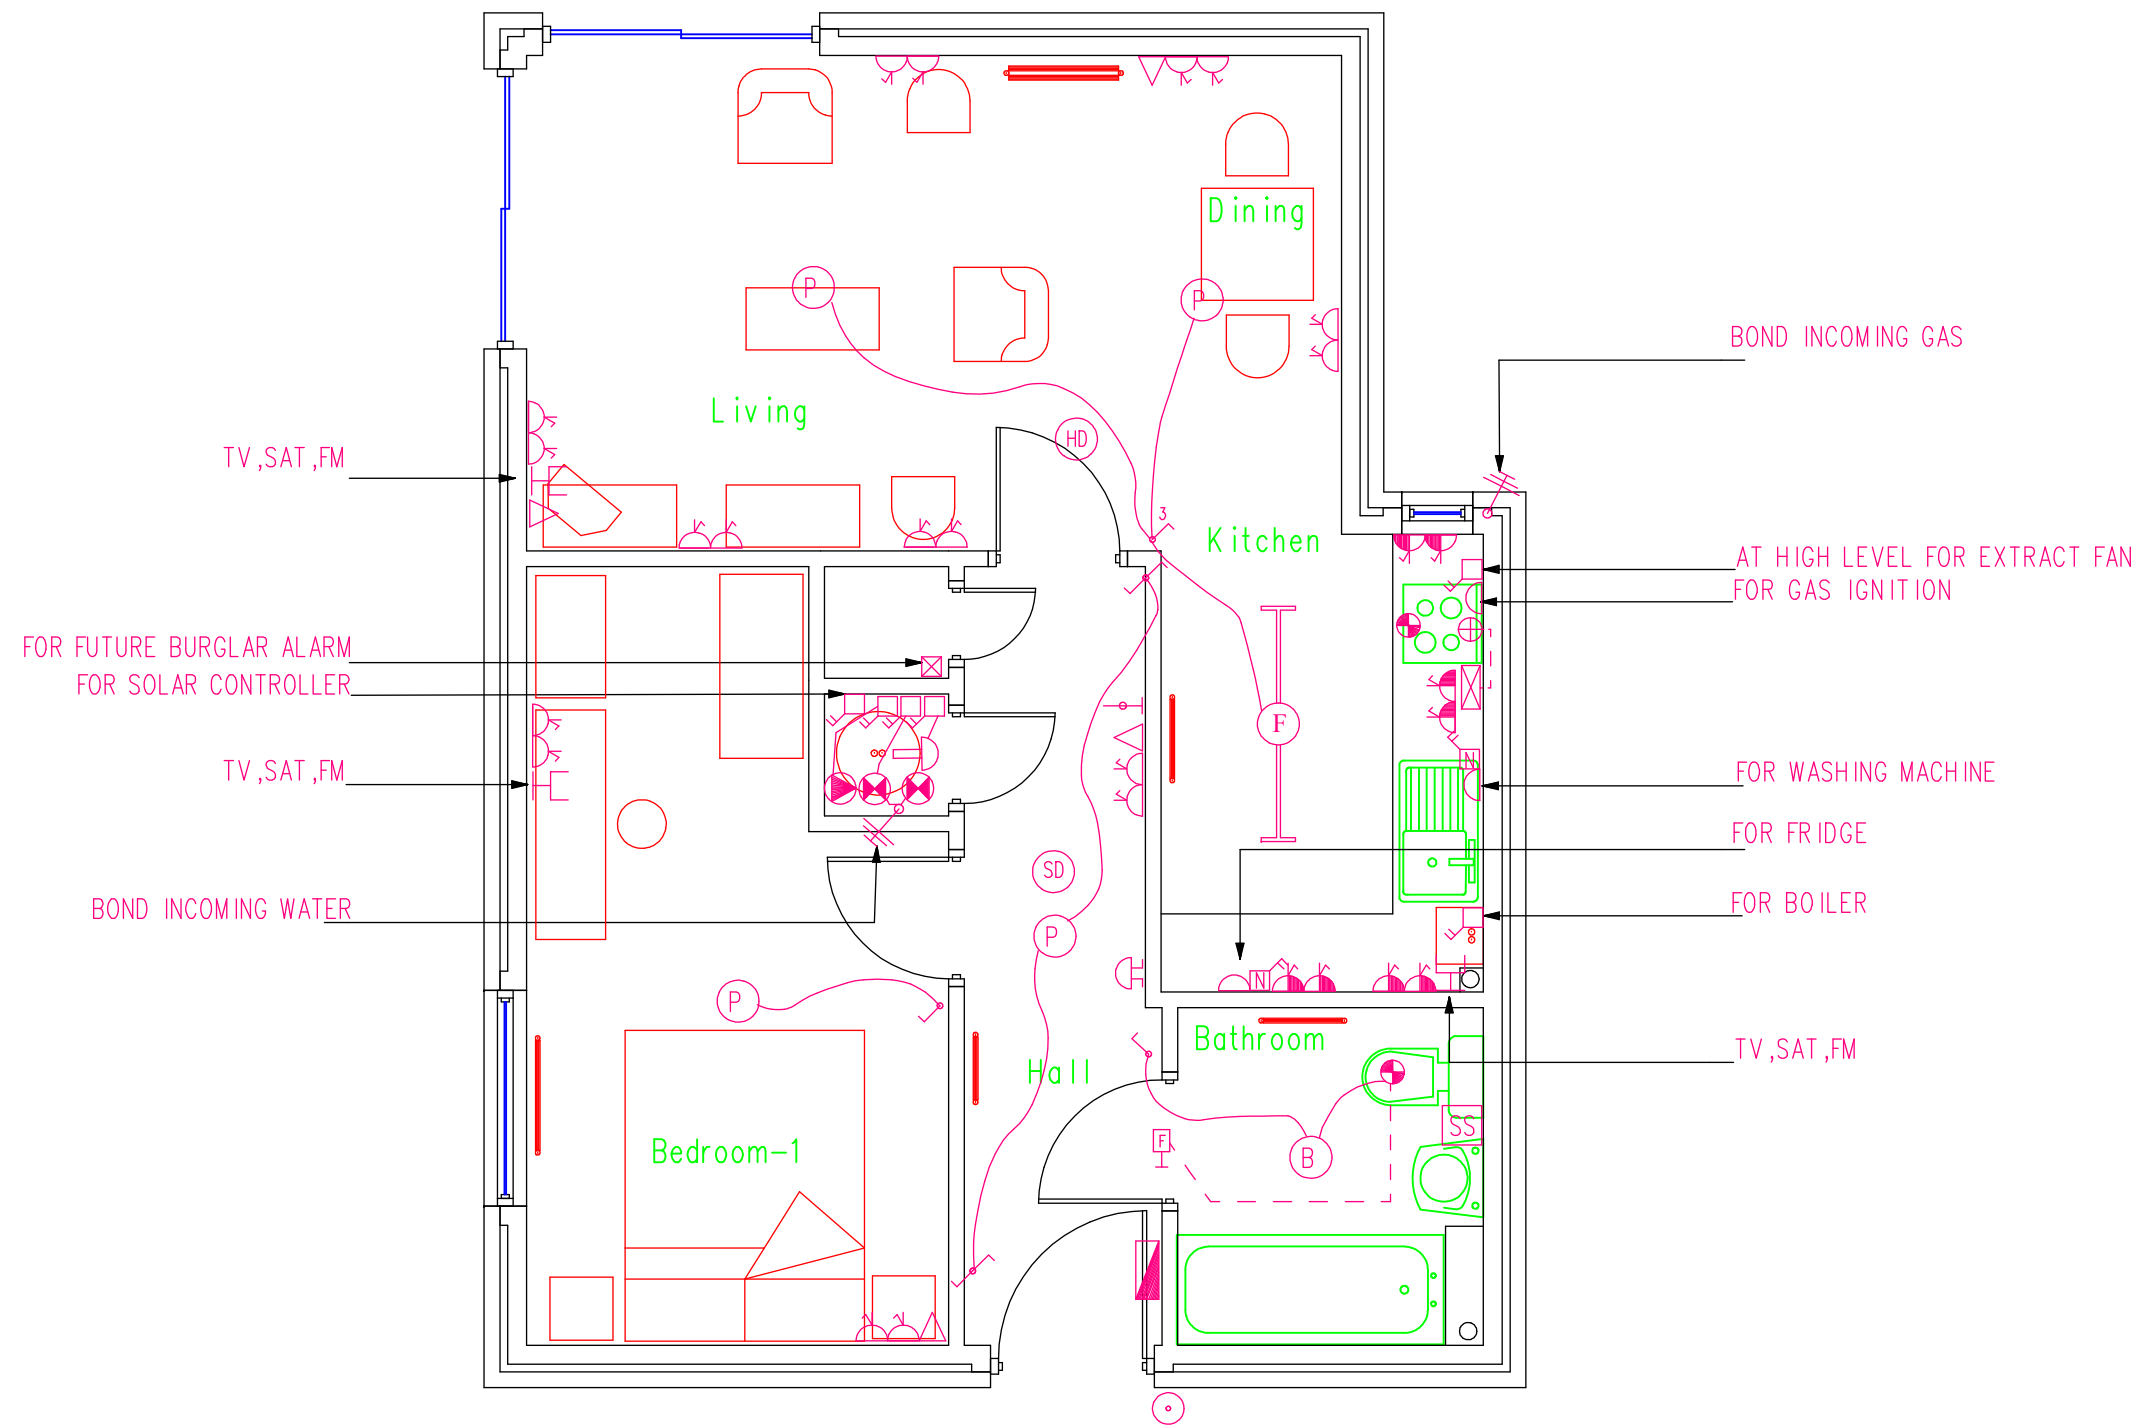 Dining
P
P
BOND INCOMING GAS
Living
HD
TV,SAT,FM
3
Kitchen
AT HIGH LEVEL FOR EXTRACT FAN
FOR GAS IGNITION
FOR FUTURE BURGLAR ALARM
FOR SOLAR CONTROLLER
F
N
TV,SAT,FM
FOR WASHING MACHINE
FOR FRIDGE
SD
BOND INCOMING WATER
FOR BOILER
P
N
P
Bathroom
TV,SAT,FM
Hall
SS
F
B
Bedroom-1